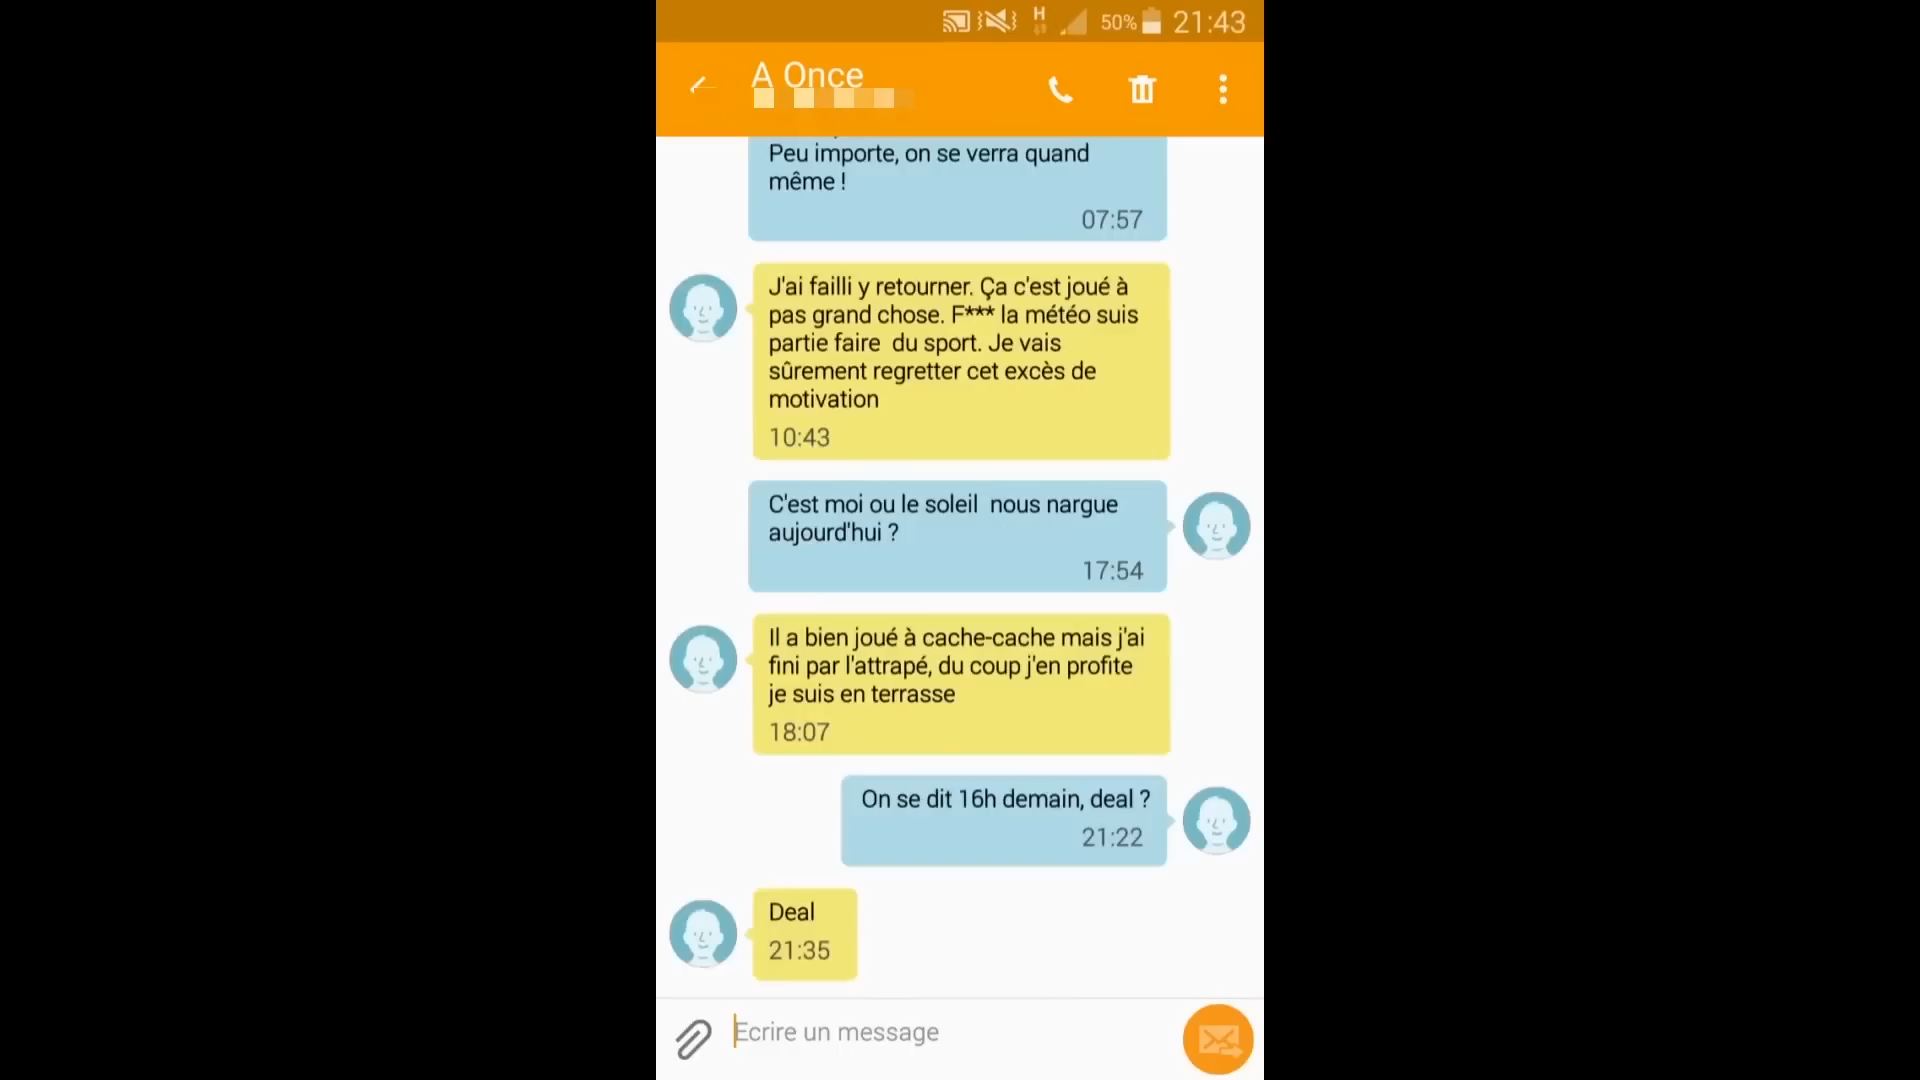 H 50% 21:43
A Once
Peu importe, on se verra quand
même !
07:57
J'ai failli y retourner. Ça c'est joué à
pas grand chose. F*** la météo suis
partie faire  du sport. Je vais
sûrement regretter cet excès de
motivation
10:43
C'est moi ou le soleil  nous nargue
aujourd'hui ?
17:54
Il a bien joué à cache-cache mais j'ai
fini par l'attrapé, du coup j'en profite
je suis en terrasse
18:07
On se dit 16h demain, deal ?
21:22
Deal
21:35
Ecrire un message